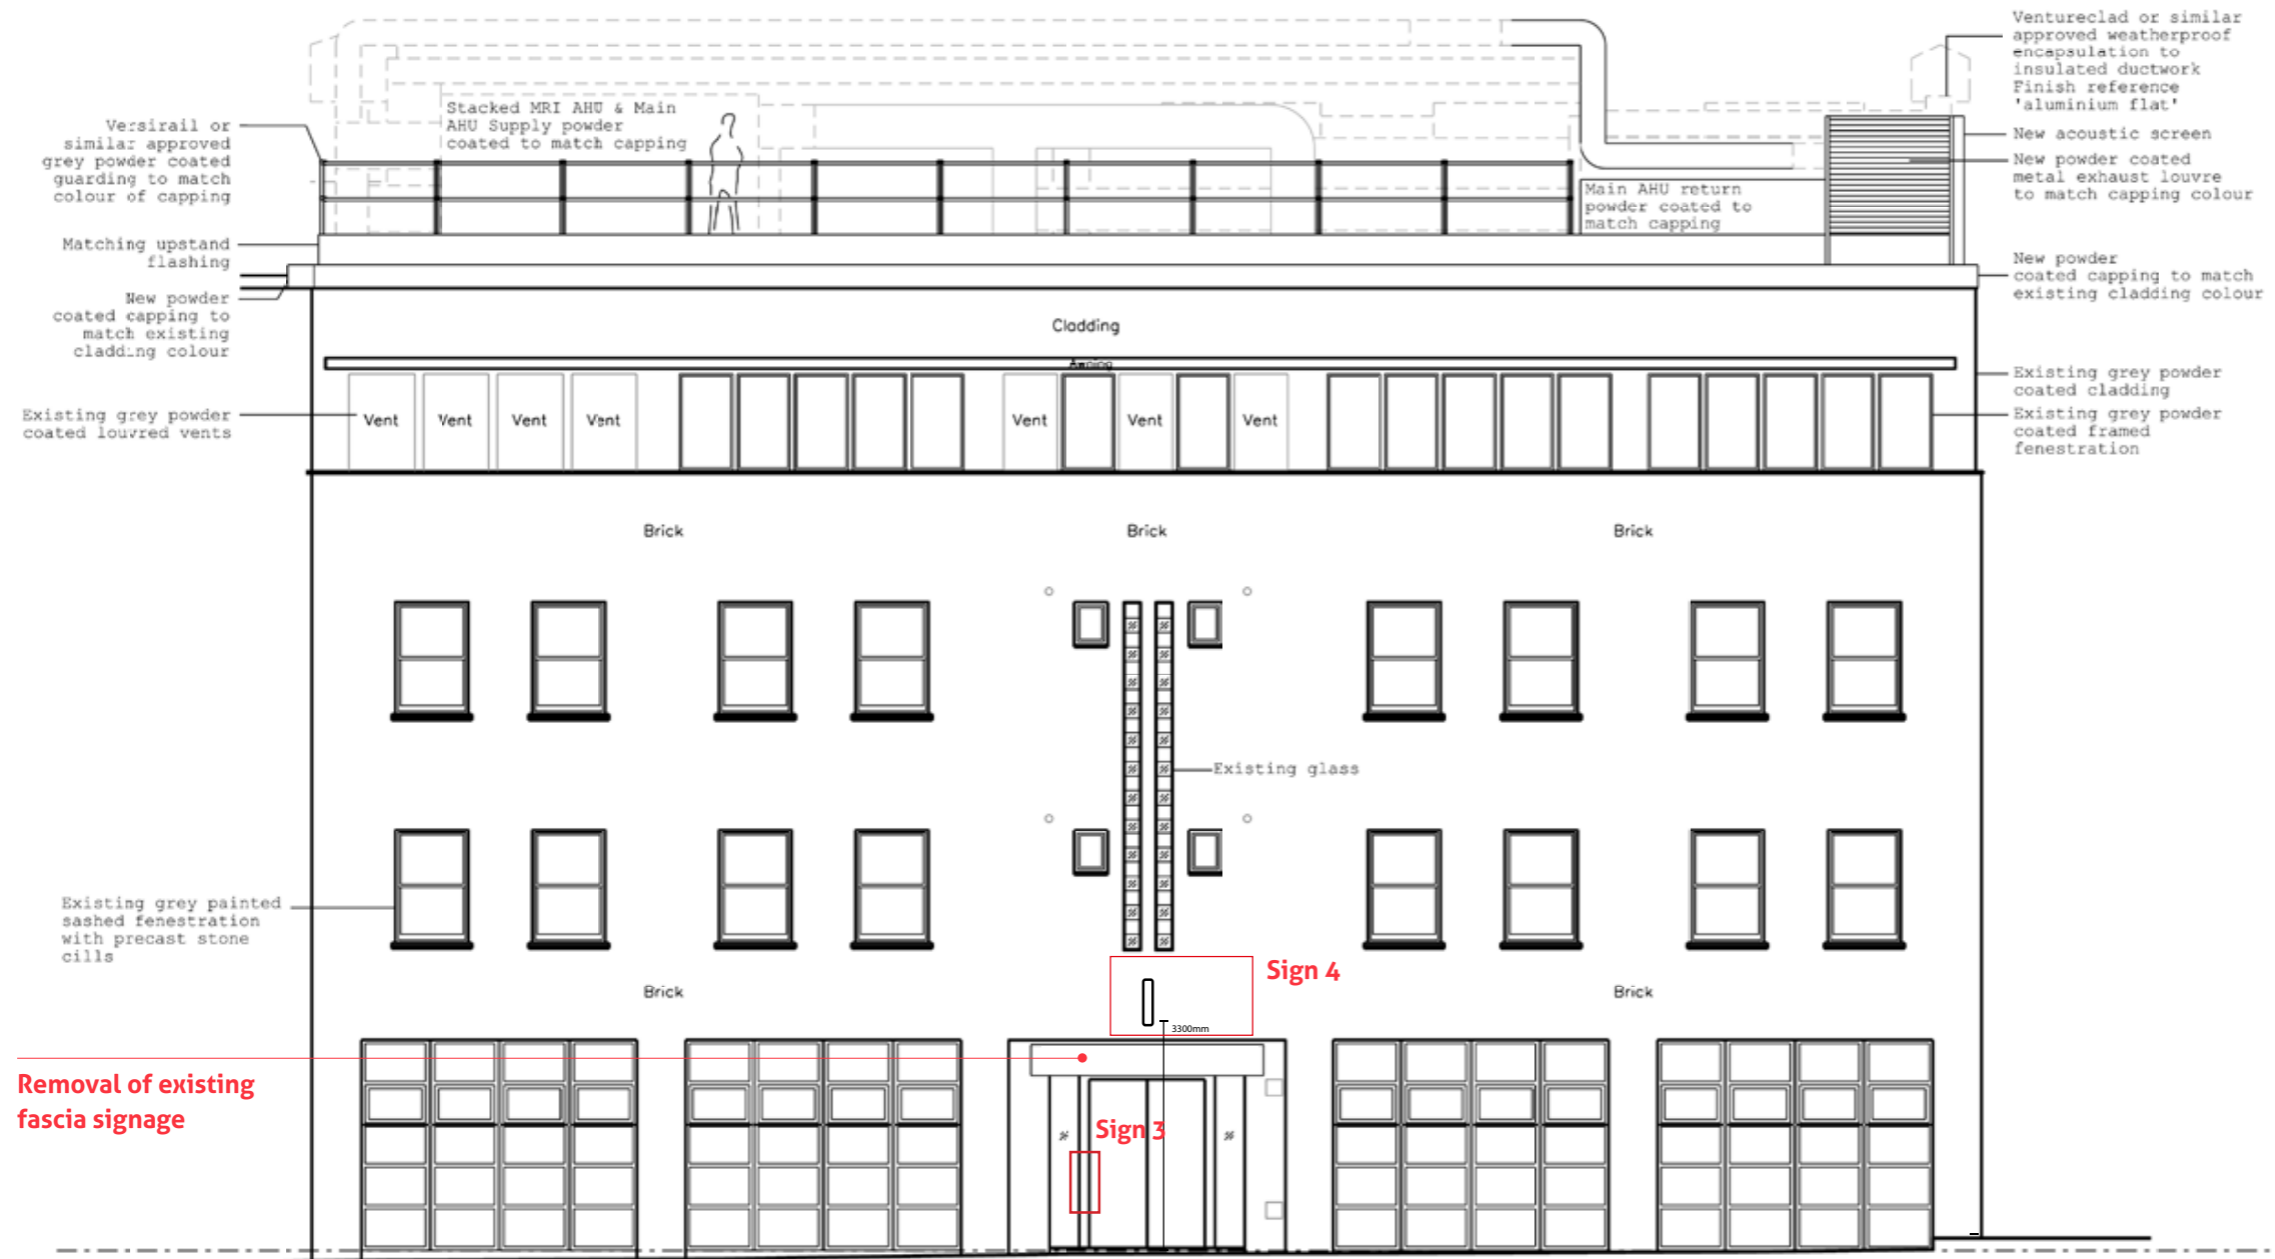 Ventureclad or similar
approved weatherproof
encapsulation to
insulated ductwork
Finish reference
'aluminium flat'
Stacked MRI AHU & Main
AHU Supply powder
coated to match capping
Versirail or
similar approved
grey powder coated
guarding to match
colour of capping
New acoustic screen
New powder coated
metal exhaust louvre
to match capping colour
Main AHU return
powder coated to
match capping
Matching upstand
flashing
New powder
coated capping to
match existing
cladding colour
New powder
coated capping to match
existing cladding colour
Cladding
Awning
Existing grey powder
coated cladding
Existing grey powder
coated louvred vents
Vent
Vent
Vent
Vent
Vent
Vent
Vent
Existing grey powder
coated framed
fenestration
Brick
Brick
Brick
Existing glass
Existing grey painted
sashed fenestration
with precast stone
cills
Sign 4
Brick
Brick
3300mm
Removal of existing
fascia signage
Sign 3